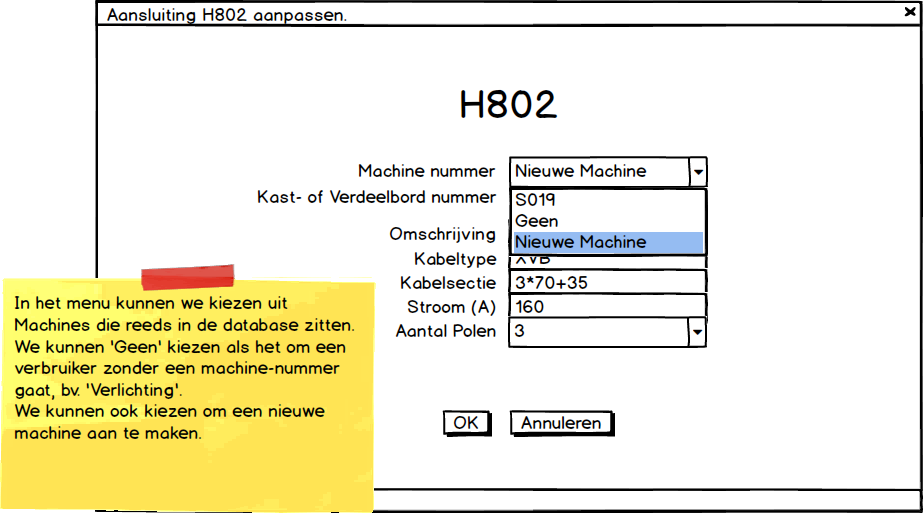 Aansluiting H802 aanpassen.
H802
Machine nummer Nieuwe Machine
Kast- of Verdeelbord nummer S019
Geen
Omschrijving Nieuwe Machine
Kabeltype XVB
Kabelsectie 3*70+35
Stroom (A) 160
Aantal Polen 3
In het menu kunnen we kiezen uit
Machines die reeds in de database zitten.
We kunnen 'Geen' kiezen als het om een
verbruiker zonder een machine-nummer
gaat, bv. 'Verlichting'.
We kunnen ook kiezen om een nieuwe
machine aan te maken.
OK Annuleren